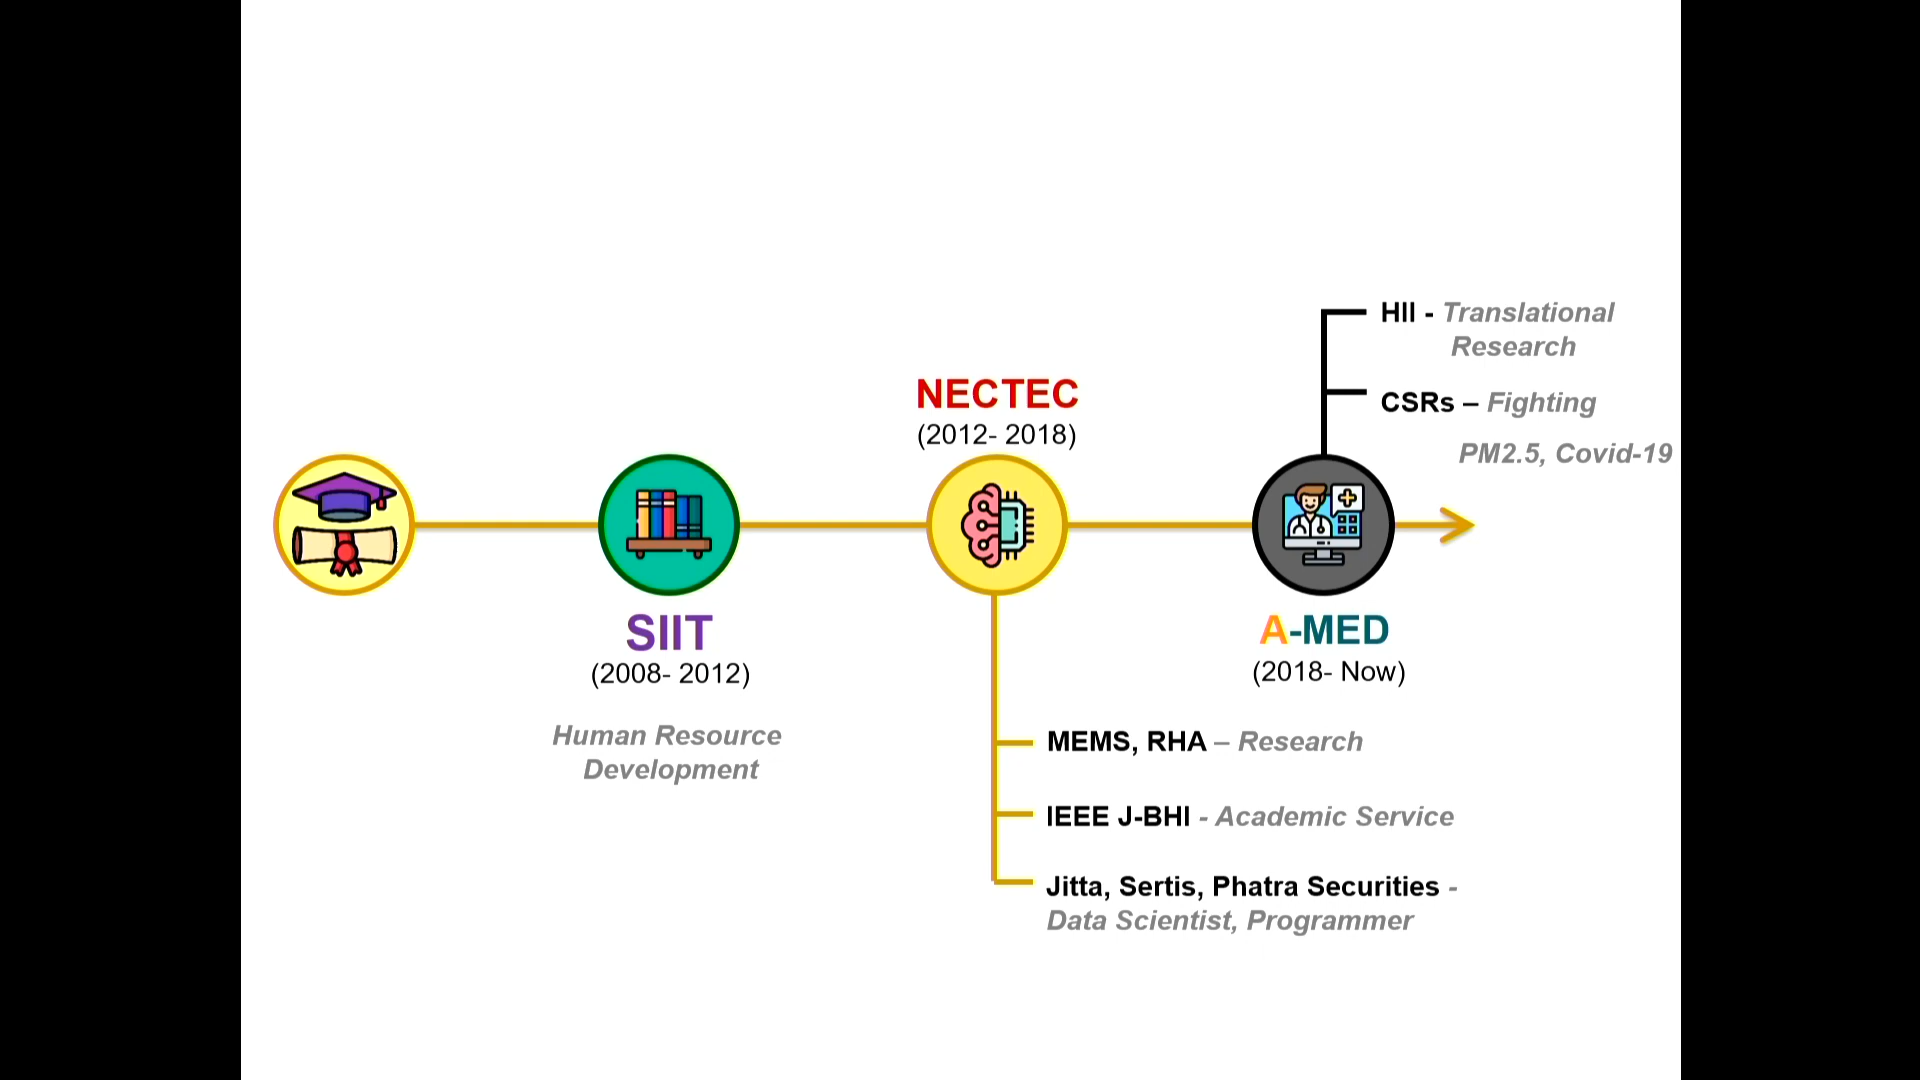 HII - Translational
Research
CSRs – Fighting
PM2.5, Covid-19
NECTEC
(2012- 2018)
SIIT
(2008- 2012)
Human Resource
Development
A-MED
(2018- Now)
MEMS, RHA – Research
IEEE J-BHI - Academic Service
Jitta, Sertis, Phatra Securities -
Data Scientist, Programmer